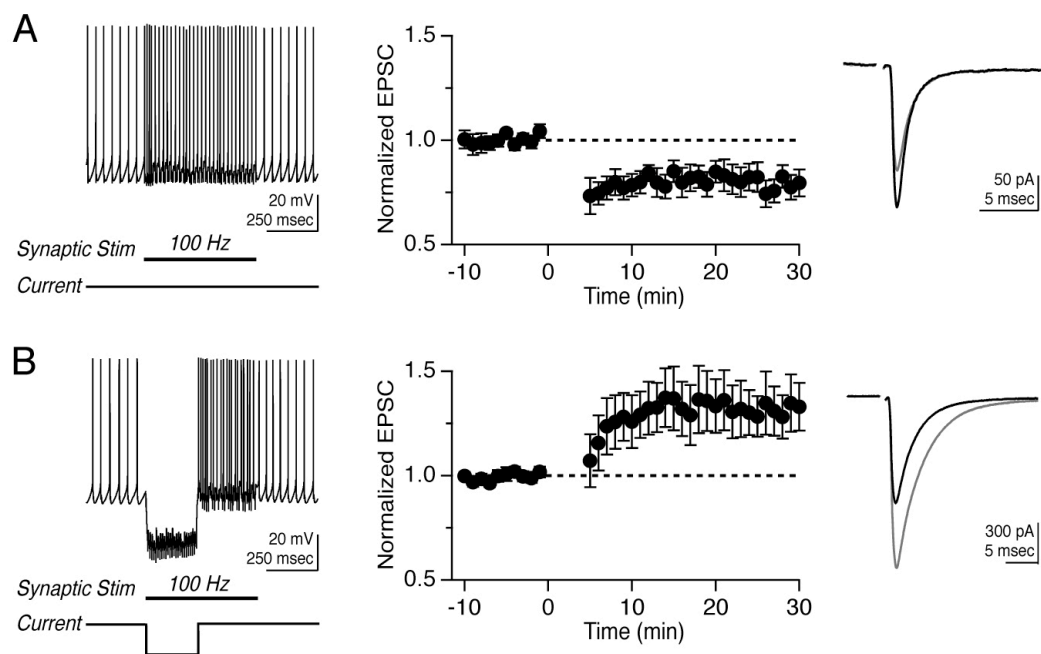 A
20 mV
250 msec
Synaptic Stim
100 Hz
Current
Normalized EPSC
1.5
1.0
0.5
-10
0
10
20
30
Time (min)
50 pA
5 msec
B
20 mV
250 msec
Synaptic Stim
100 Hz
Current
Normalized EPSC
1.5
1.0
0.5
-10
0
10
20
30
Time (min)
300 pA
5 msec